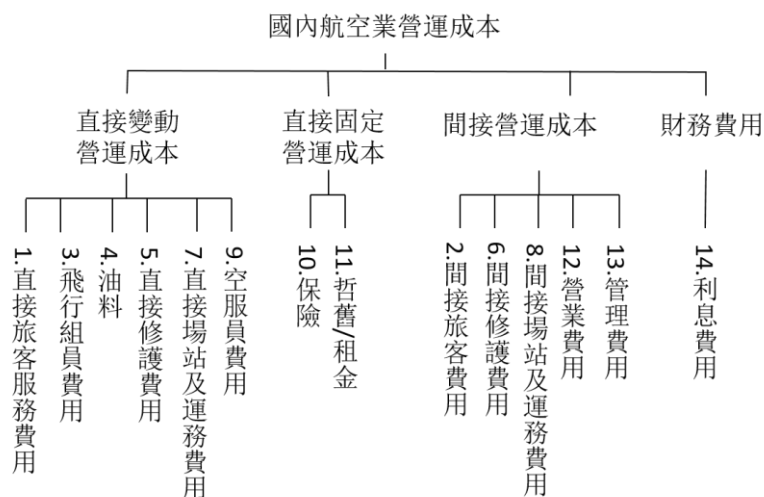 國內航空業營運成本
直接變動
營運成本
直接固定
營運成本
間接營運成本
財務費用
1.直接旅客服務費用
3.飛行組員費用
4.油料
5.直接修護費用
7.直接場站及運務費用
9.空服員費用
10.保險
11.哲舊/租金
2.間接旅客費用
6.間接修護費用
8.間接場站及運務費用
12.營業費用
13.管理費用
14.利息費用